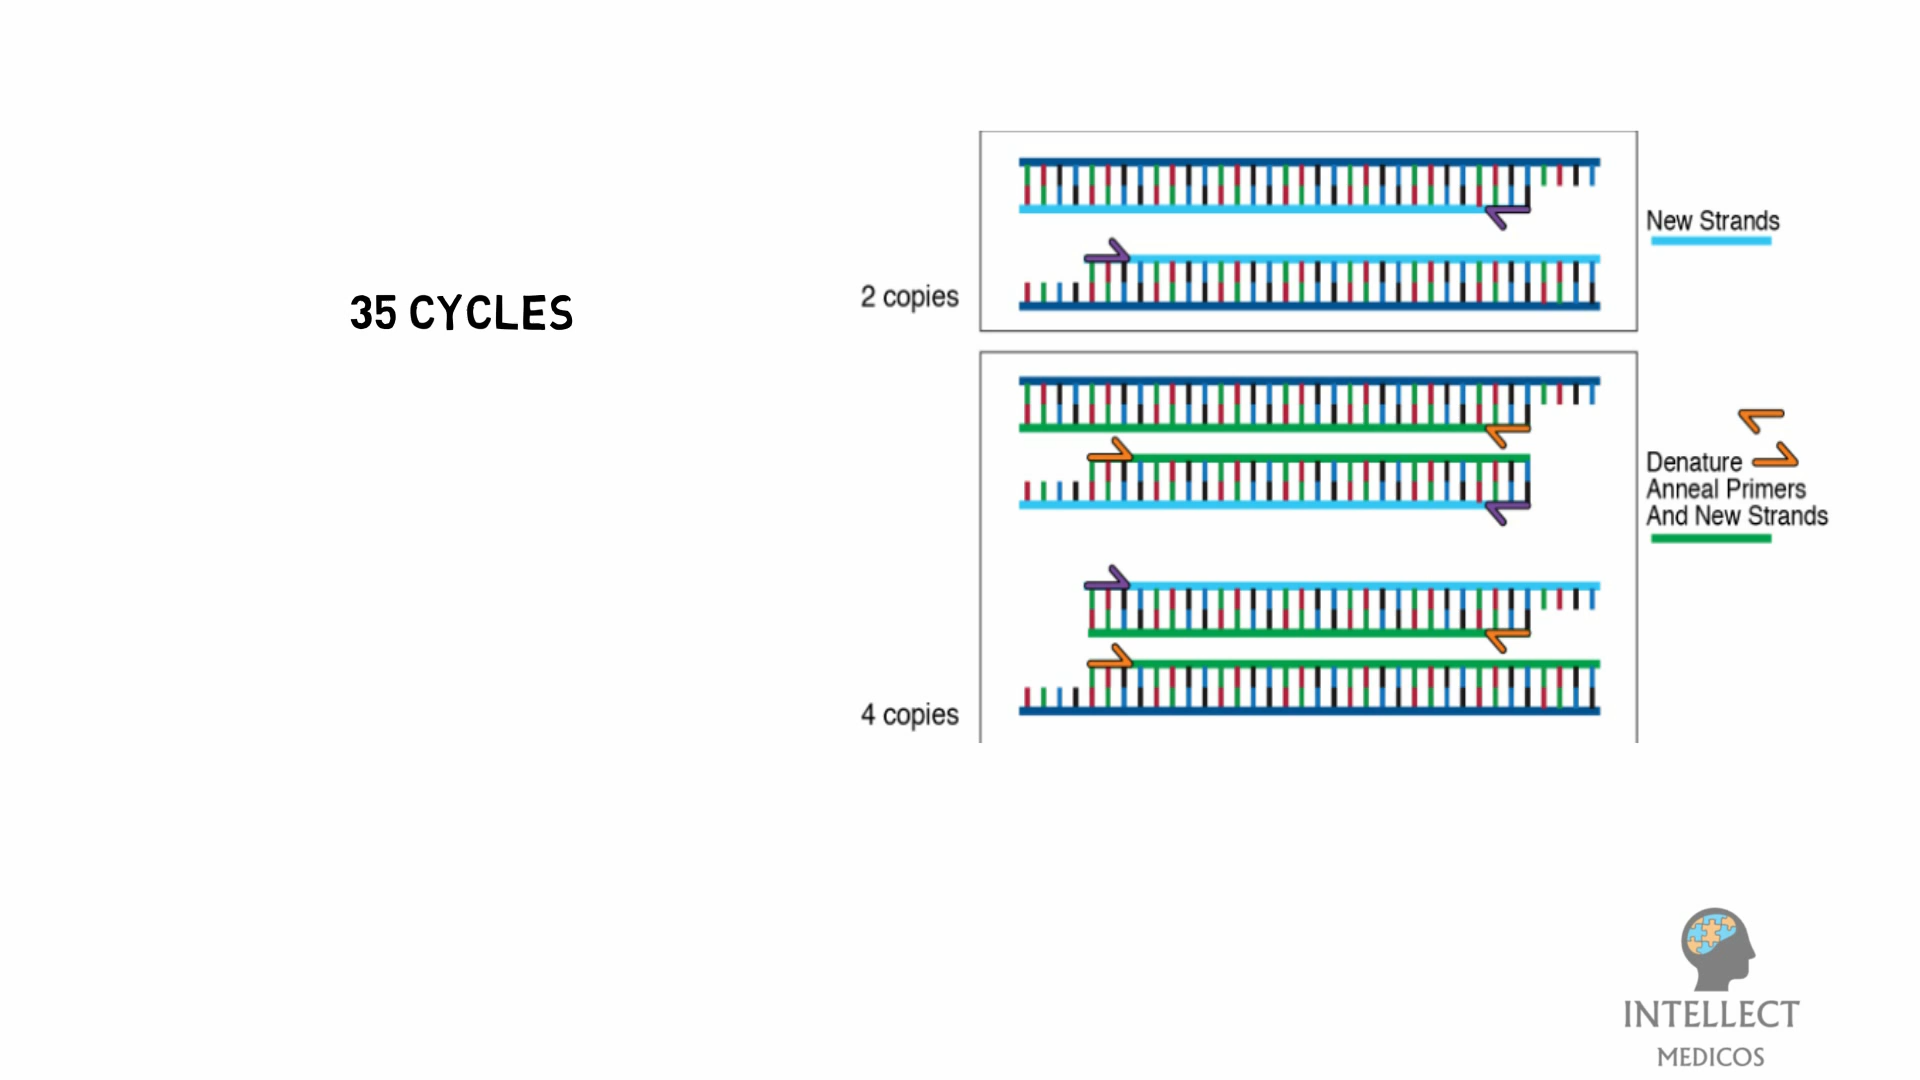 35 CYCLES
2 copies
New Strands
4 copies
Denature
Anneal Primers
And New Strands
INTELLECT
MEDICOS